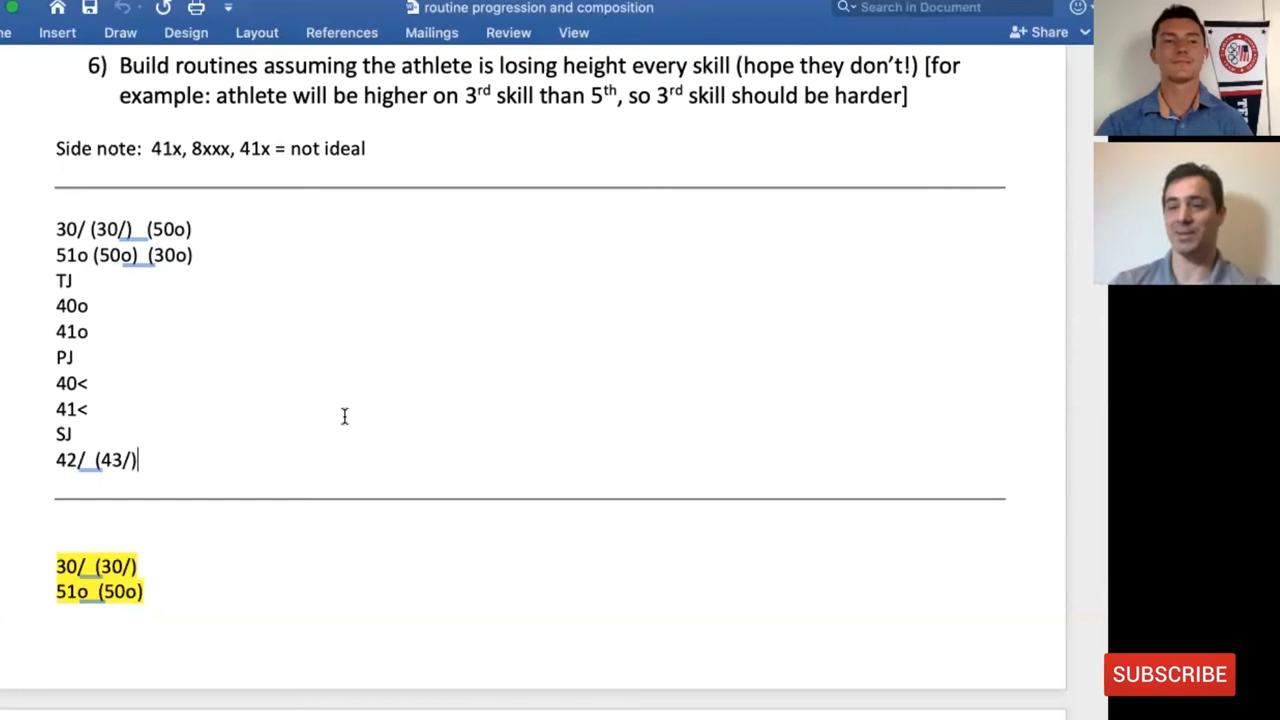 routine progression and composition
Search in Document
Insert Draw Design Layout References Mailings Review View Share
6) Build routines assuming the athlete is losing height every skill (hope they don't!) [for
example: athlete will be higher on 3rd skill than 5th, so 3rd skill should be harder]
Side note: 41x, 8xxx, 41x = not ideal
30/ (30/) (50o)
51o (50o) (30o)
TJ
40o
41o
PJ
40<
41<
SJ
42/ (43/)
30/ (30/)
51o (50o)
SUBSCRIBE